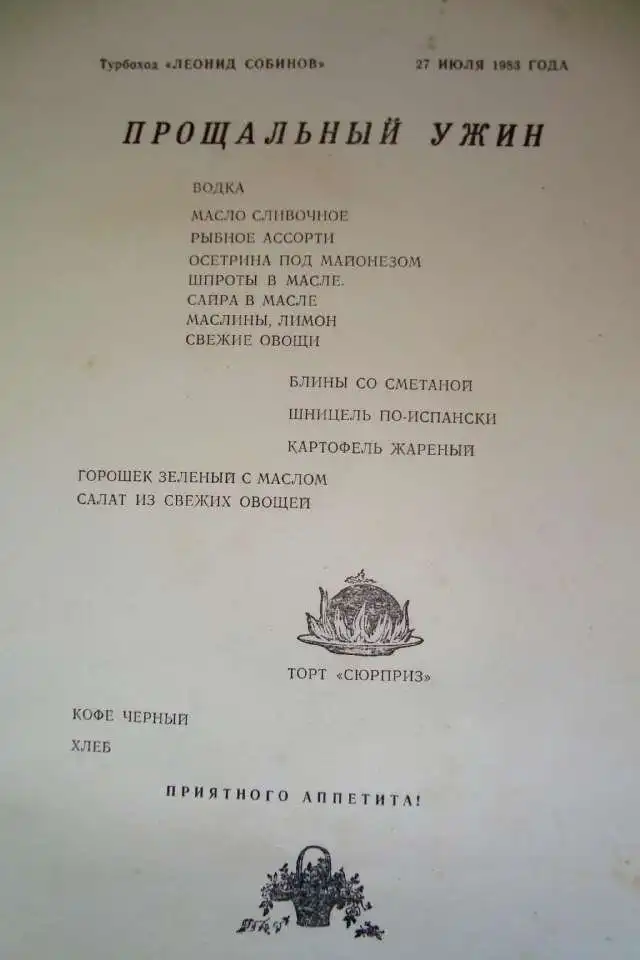 Турбоход «ЛЕОНИД СОБИНОВ» 27 ИЮЛЯ 1983 ГОДА
ПРОЩАЛЬНЫЙ УЖИН
ВОДКА
МАСЛО СЛИВОЧНОЕ
РЫБНОЕ АССОРТИ
ОСЕТРИНА ПОД МАЙОНЕЗОМ
ШПРОТЫ В МАСЛЕ.
САЙРА В МАСЛЕ
МАСЛИНЫ, ЛИМОН
СВЕЖИЕ ОВОЩИ
БЛИНЫ СО СМЕТАНОЙ
ШНИЦЕЛЬ ПО-ИСПАНСКИ
КАРТОФЕЛЬ ЖАРЕНЫЙ
ГОРОШЕК ЗЕЛЕНЫЙ С МАСЛОМ
САЛАТ ИЗ СВЕЖИХ ОВОЩЕЙ
ТОРТ «СЮРПРИЗ»
КОФЕ ЧЕРНЫЙ
ХЛЕБ
ПРИЯТНОГО АППЕТИТА!